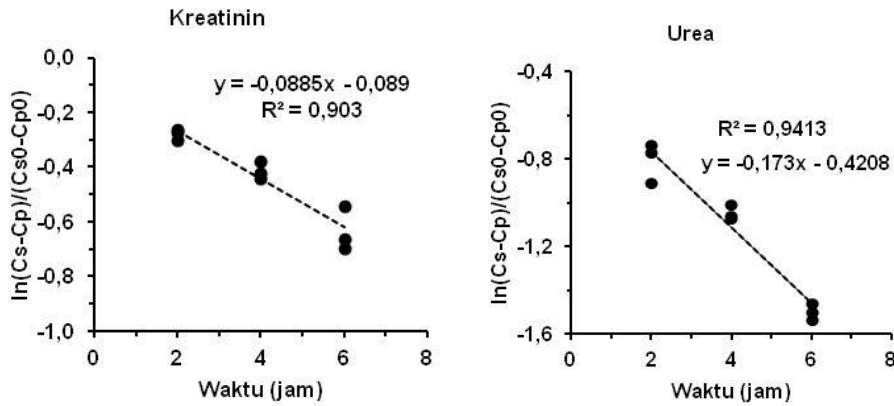 Kreatinin
ln(Cs-Cp)/(Cs0-Cp0)
0,0
-0,2
-0,4
-0,6
-0,8
-1,0
y = -0,0885x - 0,089
R² = 0,903
0 2 4 6 8
Waktu (jam)
Urea
ln(Cs-Cp)/(Cs0-Cp0)
-0,4
-0,8
-1,2
-1,6
R² = 0,9413
y = -0,173x - 0,4208
0 2 4 6 8
Waktu (jam)